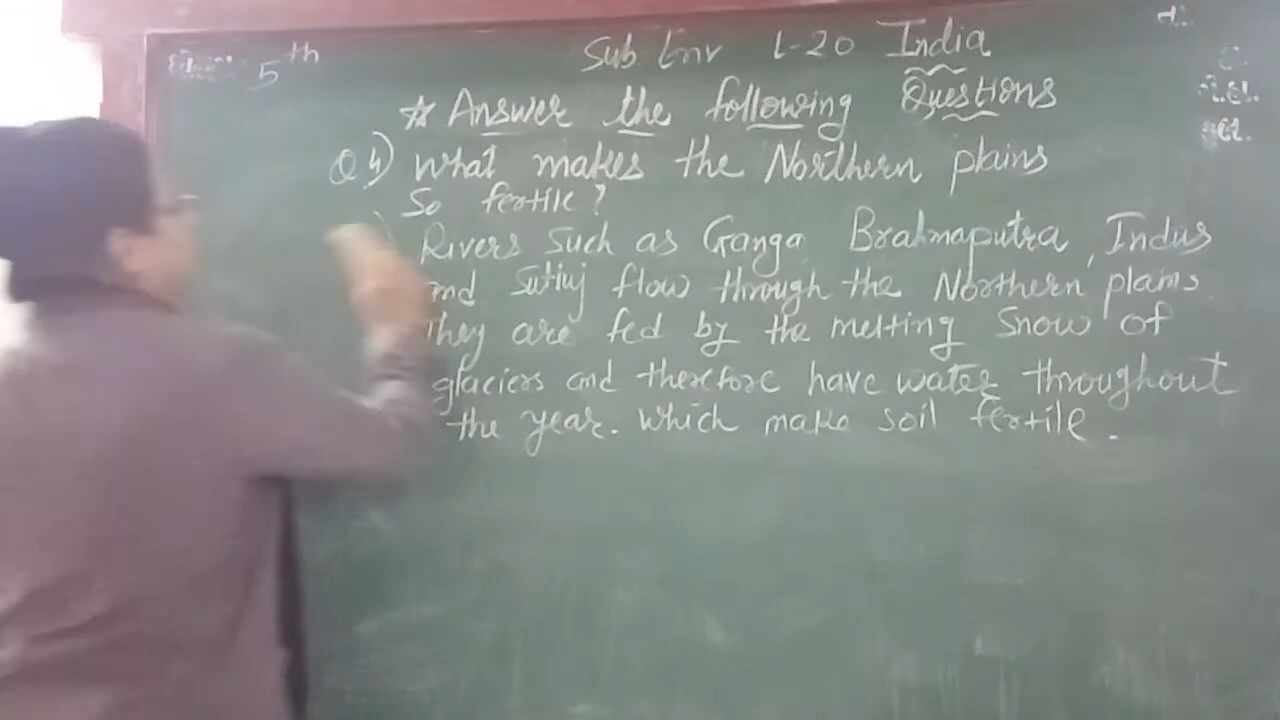 5th
Sub Env L-20 India
* Answer the following Questions
Q 4) What makes the Northern plains
So fertile?
Rivers such as Ganga Brahmaputra, Indus
and Sutluj flow through the Northern plains
They are fed by the melting Snow of
glaciers and therefore have water throughout
the year. which make soil fertile.